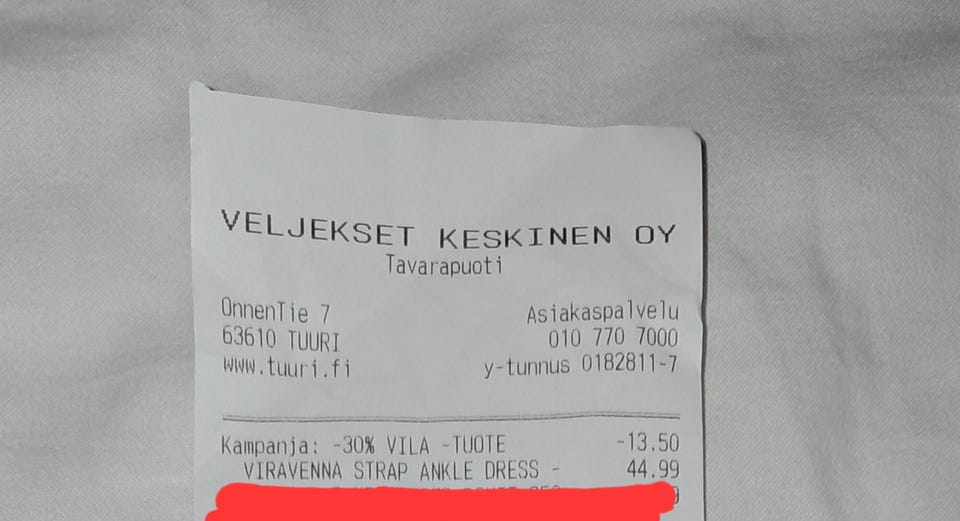 VELJEKSET KESKINEN OY
Tavarapuoti
OnnenTie 7 Asiakaspalvelu
63610 TUURI 010 770 7000
www.tuuri.fi y-tunnus 0182811-7
Kampanja: -30% VILA -TUOTE -13.50
VIRAVENNA STRAP ANKLE DRESS - 44.99